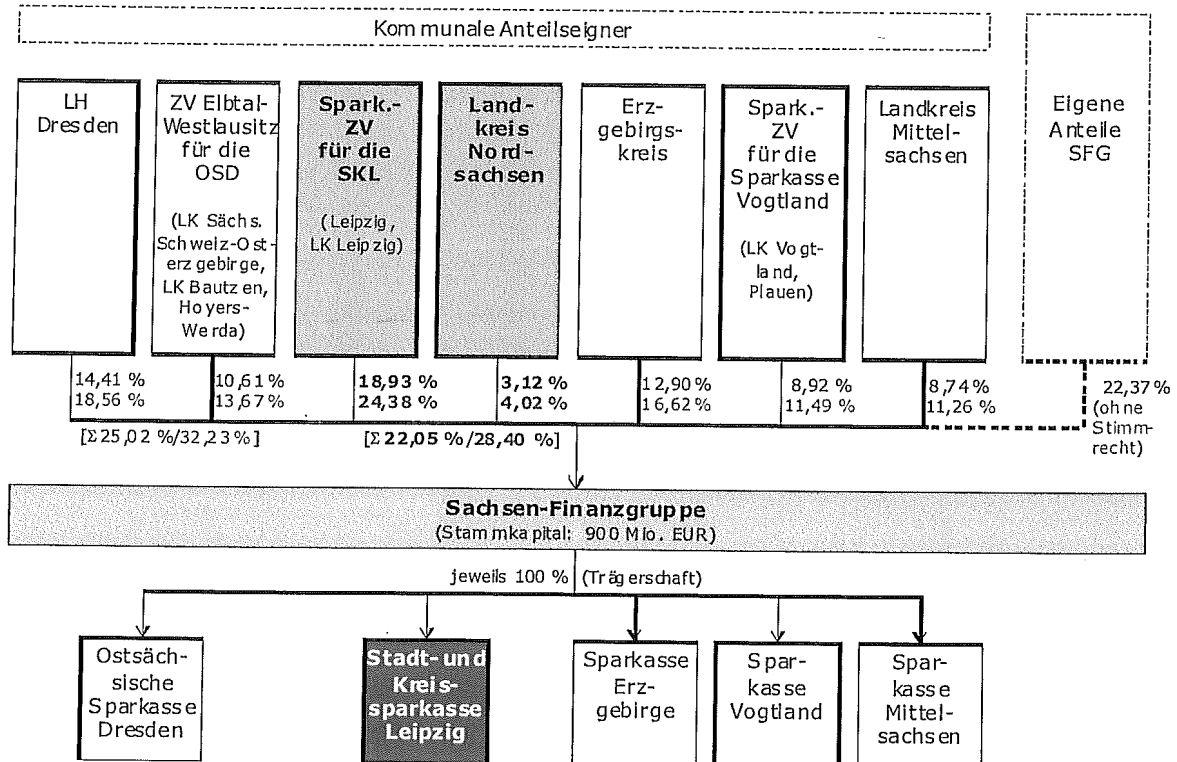 Kommunale Anteilseigner
LH
Dresden
ZV Elbtal-
Westlausitz
für die
OSD
(LK Sächs.
Schweiz-Ost-
erzgebirge,
LK Bautzen,
Hoyers-
Werda)
Spark.-
ZV
für die
SKL
(Leipzig,
LK Leipzig)
Land-
kreis
Nord-
sachsen
Erz-
gebirgs-
kreis
Spark.-
ZV
für die
Sparkasse
Vogtland
(LK Vogt-
land,
Plauen)
Landkreis
Mittel-
sachsen
Eigene
Anteile
SFG
14,41 %
18,56 %
10,61 %
13,67 %
18,93 %
24,38 %
3,12 %
4,02 %
12,90 %
16,62 %
8,92 %
11,49 %
8,74 %
11,26 %
22,37 %
(ohne
Stimm-
recht)
[Σ 25,02 %/32,23 %]
[Σ 22,05 %/28,40 %]
Sachsen-Finanzgruppe
(Stammkapital: 900 Mio. EUR)
jeweils 100 % (Trägerschaft)
Ostsäch-
sische
Sparkasse
Dresden
Stadt- und
Kreis-
sparkasse
Leipzig
Sparkasse
Erz-
gebirge
Spar-
kasse
Vogtland
Spar-
kasse
Mittel-
sachsen